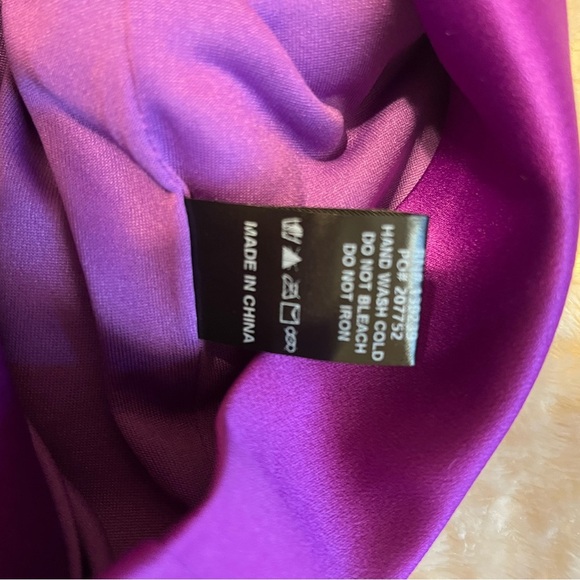 PO# 207752
HAND WASH COLD
DO NOT BLEACH
DO NOT IRON
MADE IN CHINA